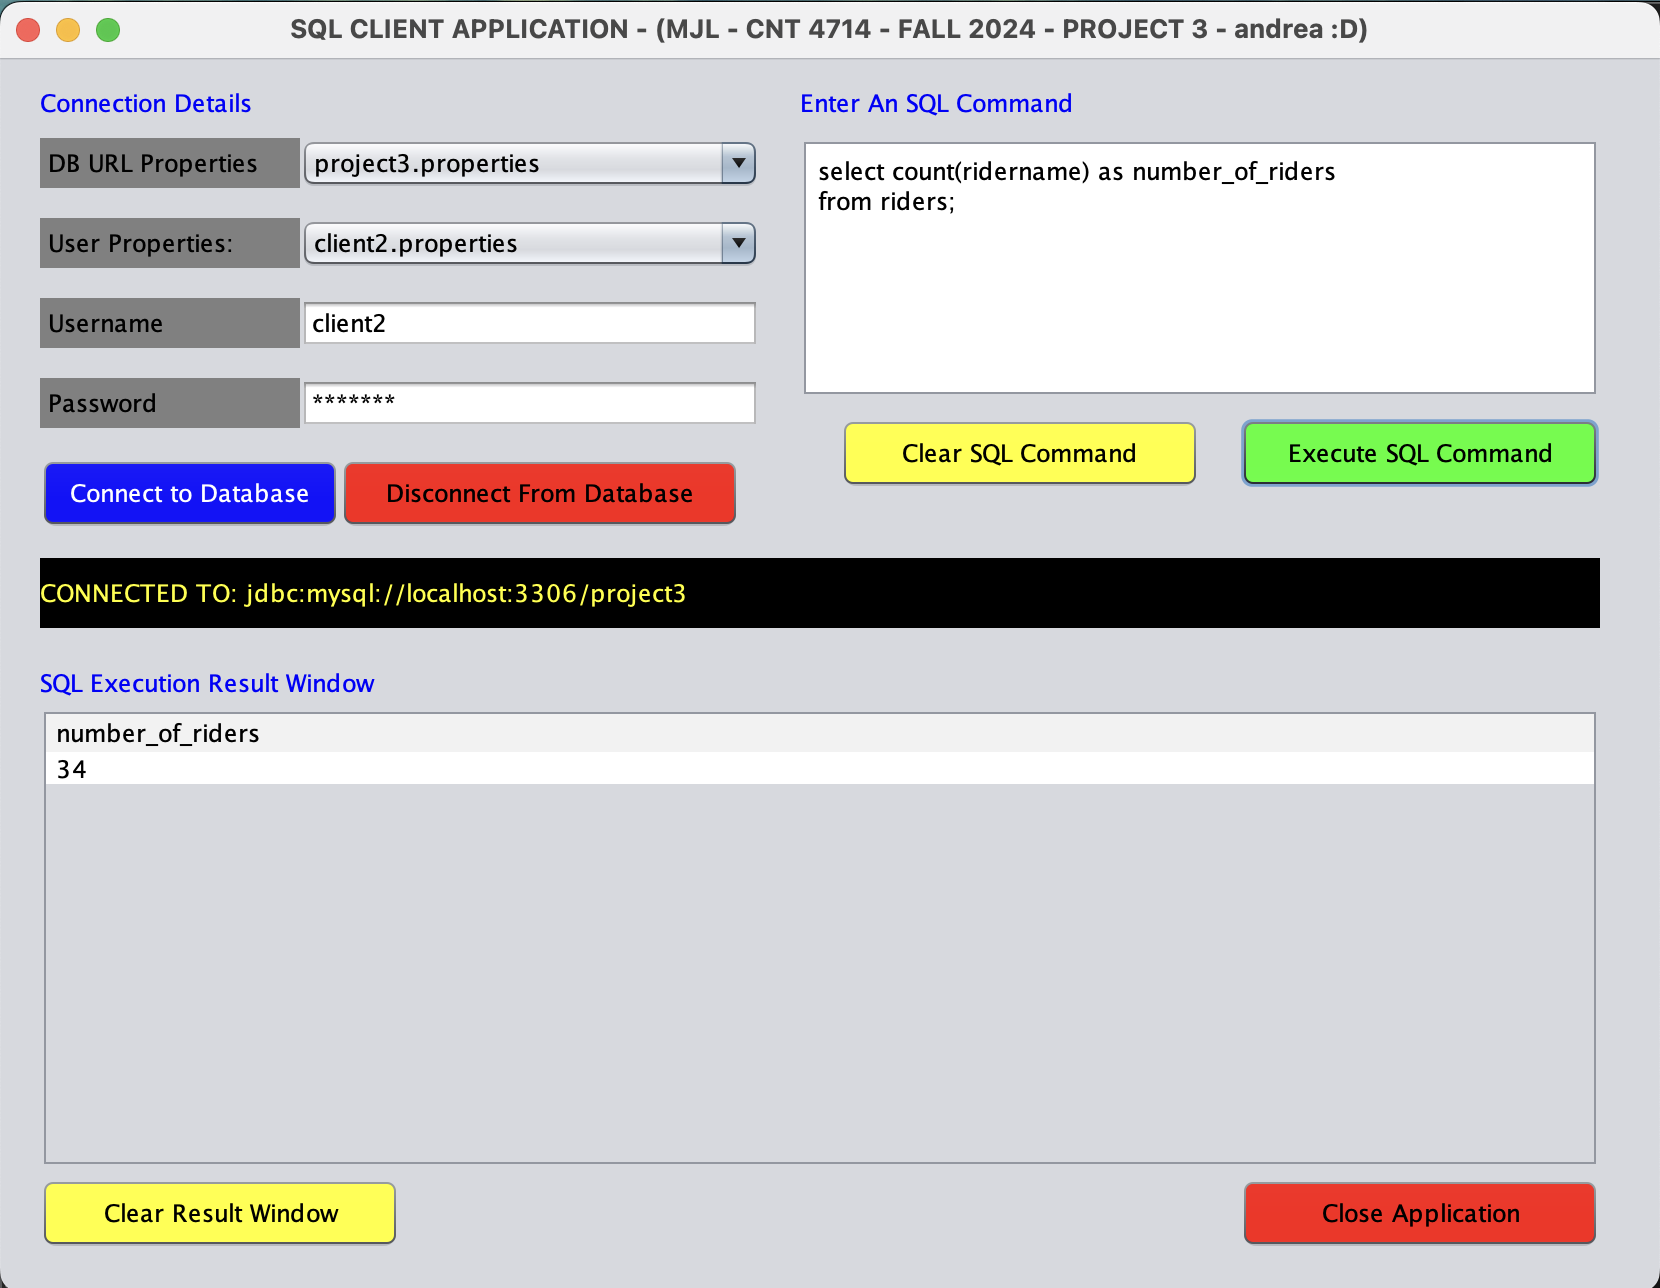 SQL CLIENT APPLICATION - (MJL - CNT 4714 - FALL 2024 - PROJECT 3 - andrea :D)
Connection Details
DB URL Properties
project3.properties
User Properties:
client2.properties
Username
client2
Password
*******
Connect to Database
Disconnect From Database
Enter An SQL Command
select count(ridername) as number_of_riders
from riders;
Clear SQL Command
Execute SQL Command
CONNECTED TO: jdbc:mysql://localhost:3306/project3
SQL Execution Result Window
number_of_riders
34
Clear Result Window
Close Application